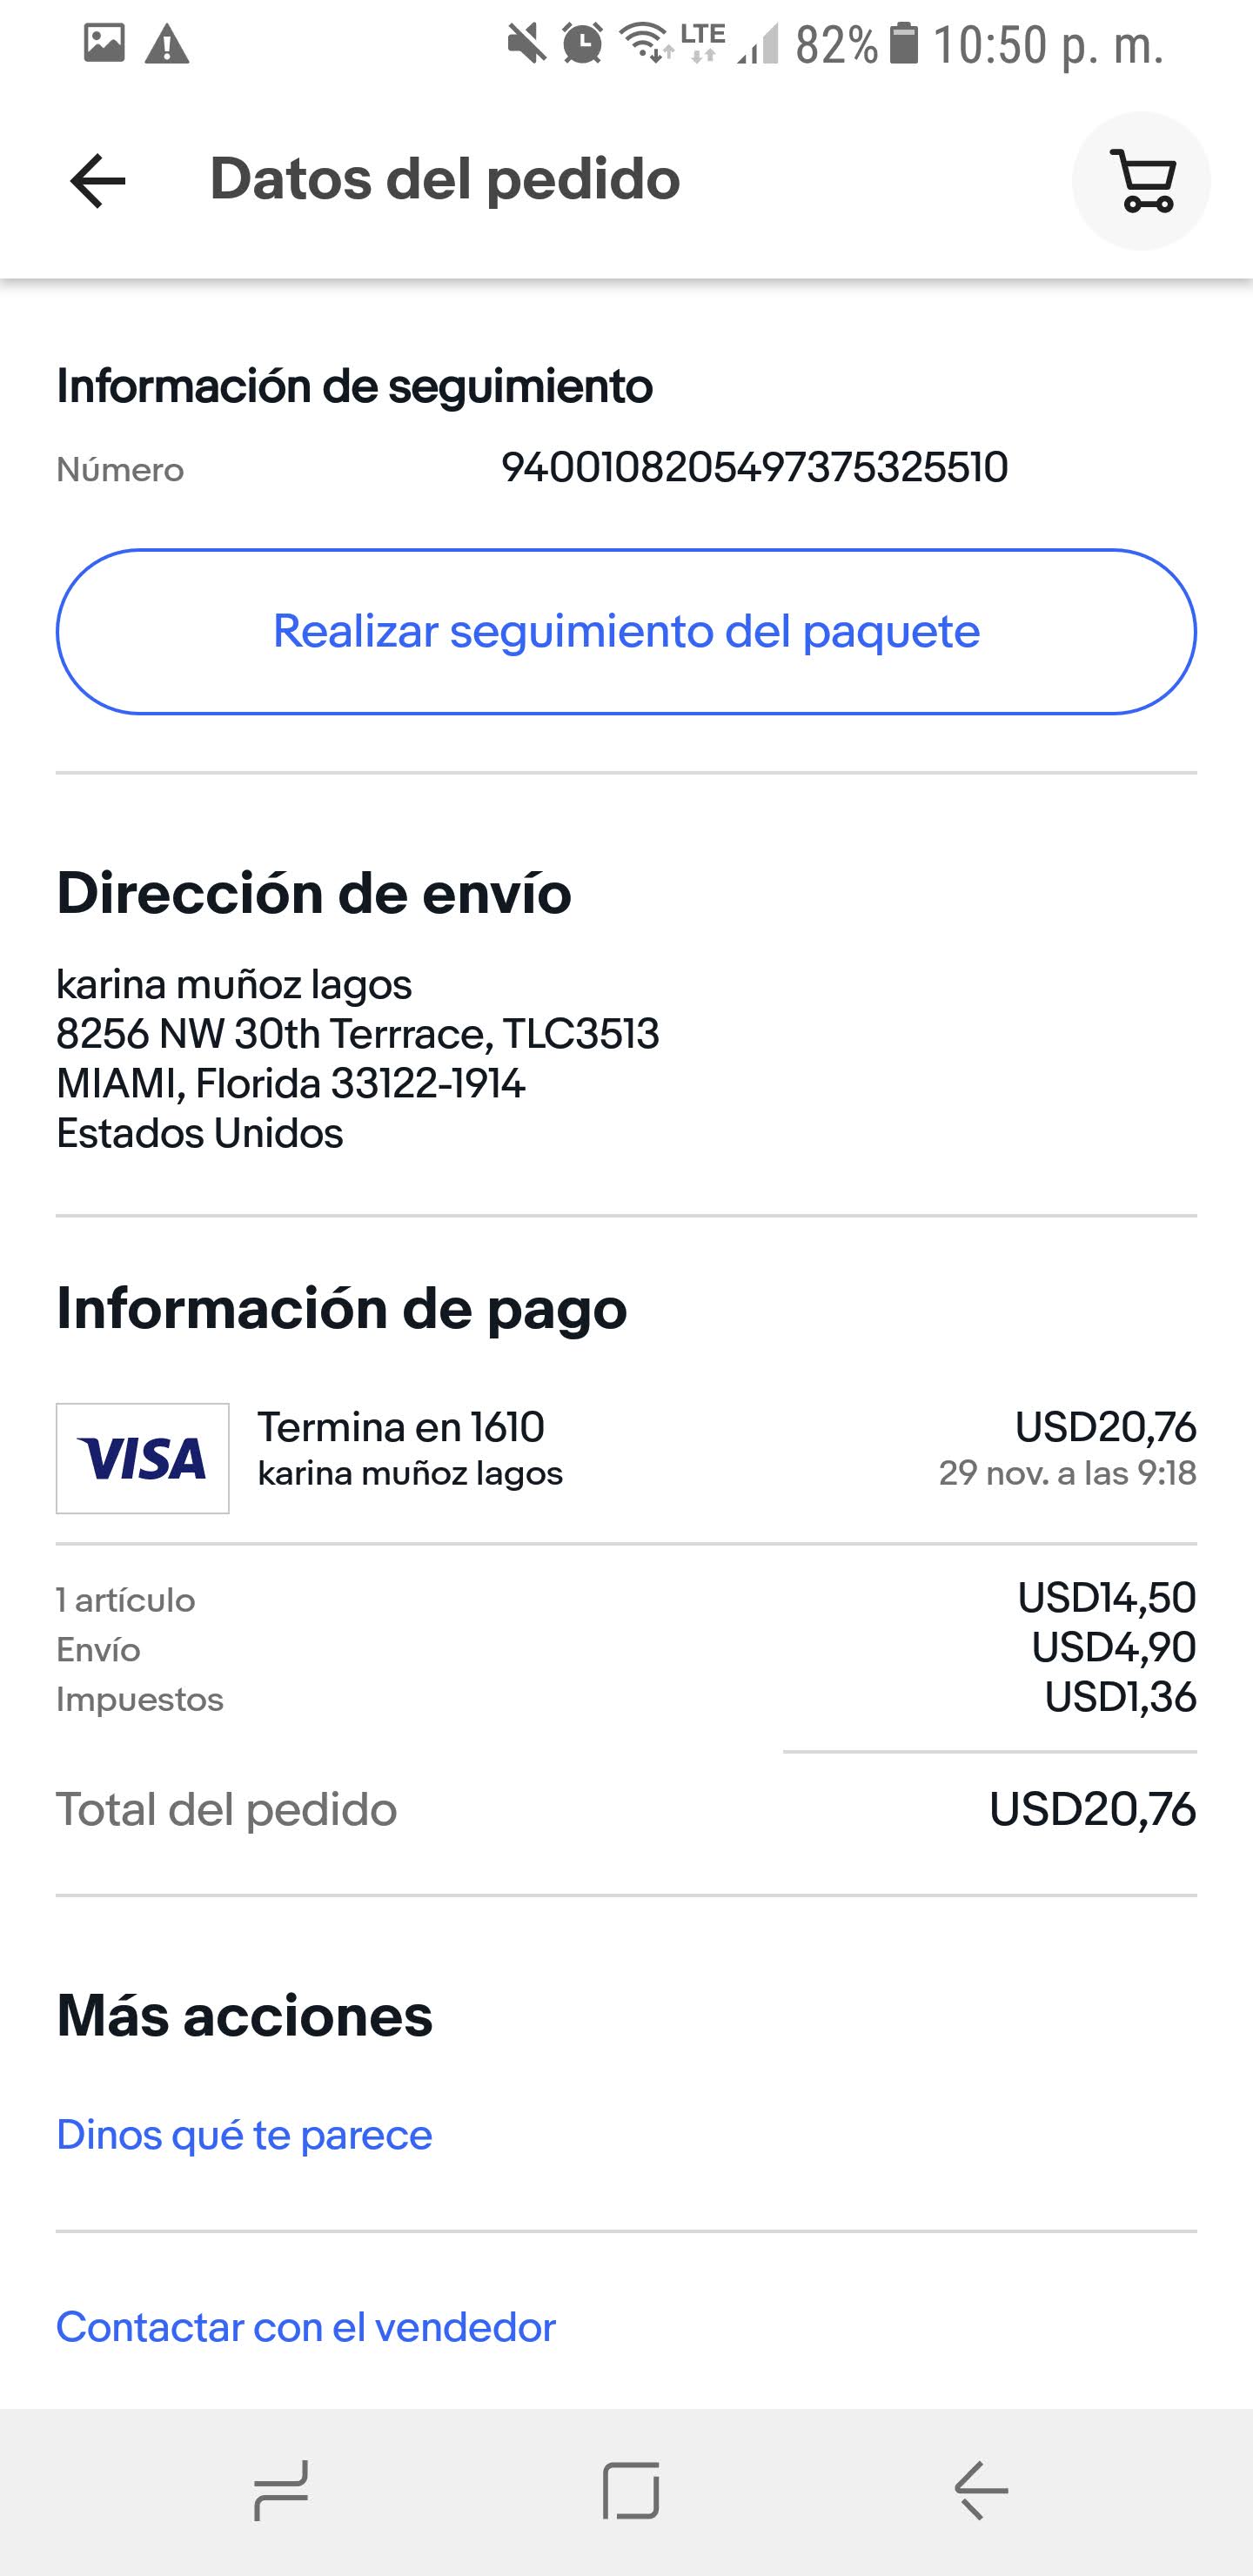 LTE 82% 10:50 p. m.
Datos del pedido
Información de seguimiento
Número 9400108205497375325510
Realizar seguimiento del paquete
Dirección de envío
karina muñoz lagos
8256 NW 30th Terrrace, TLC3513
MIAMI, Florida 33122-1914
Estados Unidos
Información de pago
VISA Termina en 1610 USD20,76
karina muñoz lagos 29 nov. a las 9:18
1 artículo USD14,50
Envío USD4,90
Impuestos USD1,36
Total del pedido USD20,76
Más acciones
Dinos qué te parece
Contactar con el vendedor